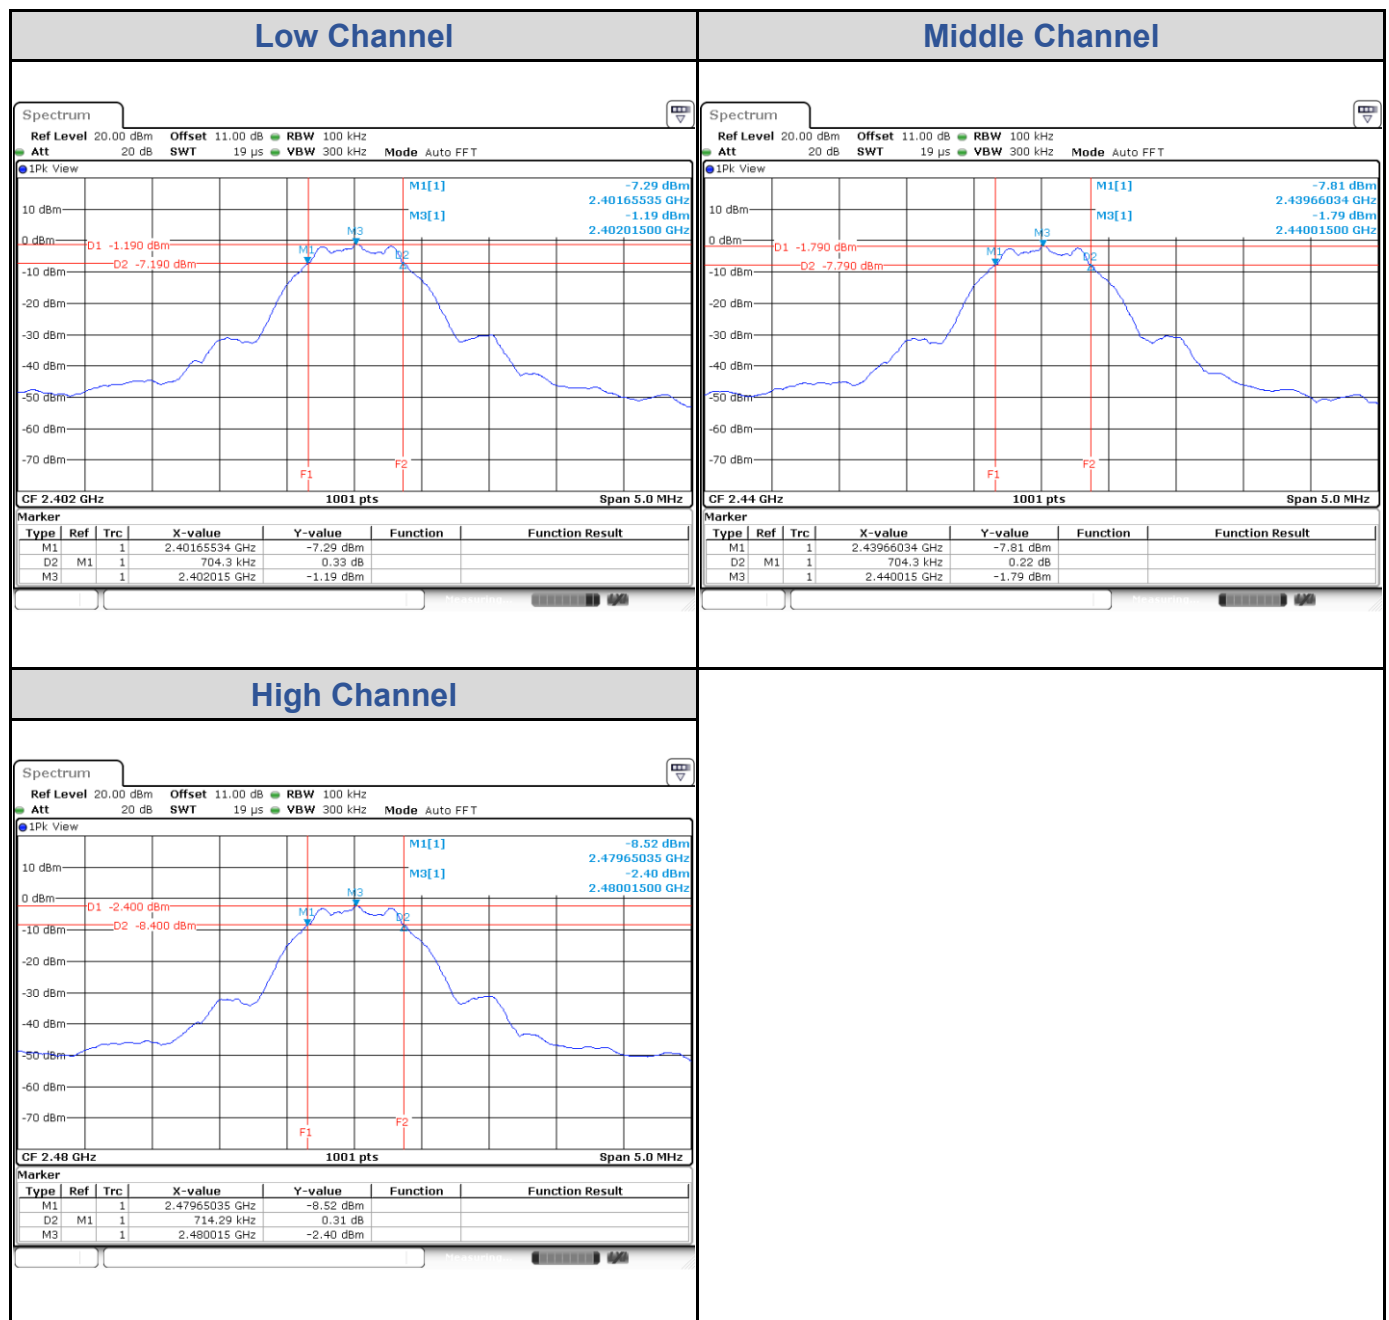 Low Channel
Spectrum
Ref Level 20.00 dBm Offset 11.00 dB RBW 100 kHz
Att 20 dB SWT 19 µs VBW 300 kHz Mode Auto FFT
1Pk View
M1[1] -7.29 dBm
2.40165535 GHz
10 dBm
M3[1] -1.19 dBm
2.40201500 GHz
M3
0 dBm
D1 -1.190 dBm
M1
D2
D2 -7.190 dBm
-10 dBm
-20 dBm
-30 dBm
-40 dBm
-50 dBm
-60 dBm
-70 dBm
F2
F1
CF 2.402 GHz 1001 pts Span 5.0 MHz
Marker
Type Ref Trc X-value Y-value Function Function Result
M1 1 2.40165534 GHz -7.29 dBm
D2 M1 1 704.3 kHz 0.33 dB
M3 1 2.402015 GHz -1.19 dBm
Measuring...
Middle Channel
Spectrum
Ref Level 20.00 dBm Offset 11.00 dB RBW 100 kHz
Att 20 dB SWT 19 µs VBW 300 kHz Mode Auto FFT
1Pk View
M1[1] -7.81 dBm
2.43966034 GHz
10 dBm
M3[1] -1.79 dBm
2.44001500 GHz
M3
0 dBm
D1 -1.790 dBm
M1
D2
D2 -7.790 dBm
-10 dBm
-20 dBm
-30 dBm
-40 dBm
-50 dBm
-60 dBm
-70 dBm
F2
F1
CF 2.44 GHz 1001 pts Span 5.0 MHz
Marker
Type Ref Trc X-value Y-value Function Function Result
M1 1 2.43966034 GHz -7.81 dBm
D2 M1 1 704.3 kHz 0.22 dB
M3 1 2.440015 GHz -1.79 dBm
Measuring...
High Channel
Spectrum
Ref Level 20.00 dBm Offset 11.00 dB RBW 100 kHz
Att 20 dB SWT 19 µs VBW 300 kHz Mode Auto FFT
1Pk View
M1[1] -8.52 dBm
2.47965035 GHz
10 dBm
M3[1] -2.40 dBm
2.48001500 GHz
M3
0 dBm
D1 -2.400 dBm
M1
D2
D2 -8.400 dBm
-10 dBm
-20 dBm
-30 dBm
-40 dBm
-50 dBm
-60 dBm
-70 dBm
F2
F1
CF 2.48 GHz 1001 pts Span 5.0 MHz
Marker
Type Ref Trc X-value Y-value Function Function Result
M1 1 2.47965035 GHz -8.52 dBm
D2 M1 1 714.29 kHz 0.31 dB
M3 1 2.480015 GHz -2.40 dBm
Measuring...